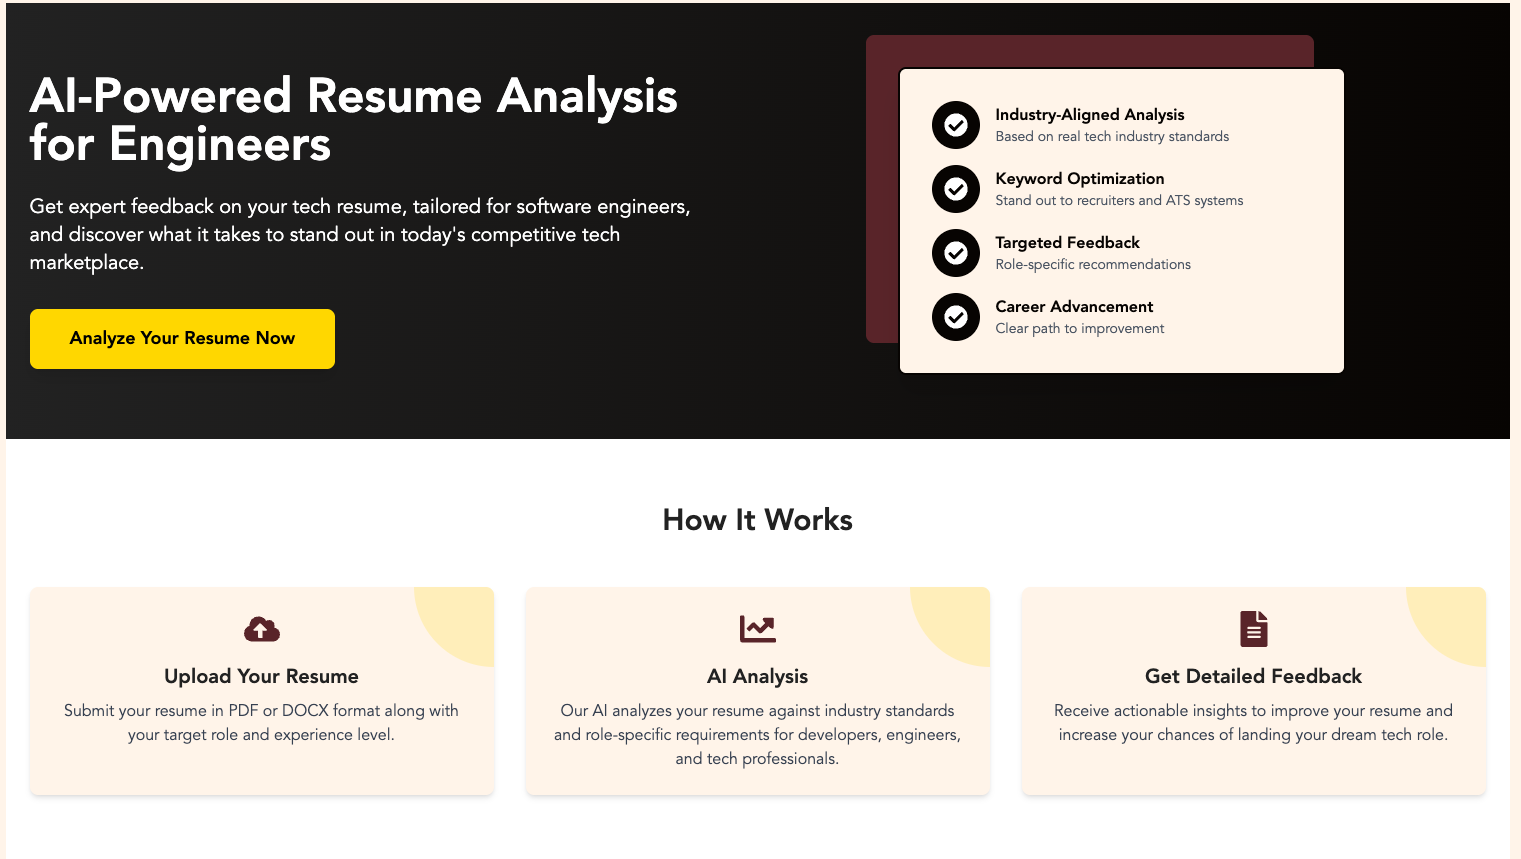 AI-Powered Resume Analysis
for Engineers
Get expert feedback on your tech resume, tailored for software engineers,
and discover what it takes to stand out in today's competitive tech
marketplace.
Analyze Your Resume Now
Industry-Aligned Analysis
Based on real tech industry standards
Keyword Optimization
Stand out to recruiters and ATS systems
Targeted Feedback
Role-specific recommendations
Career Advancement
Clear path to improvement
How It Works
Upload Your Resume
Submit your resume in PDF or DOCX format along with
your target role and experience level.
AI Analysis
Our AI analyzes your resume against industry standards
and role-specific requirements for developers, engineers,
and tech professionals.
Get Detailed Feedback
Receive actionable insights to improve your resume and
increase your chances of landing your dream tech role.